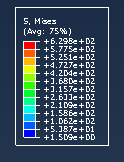 S, Mises
(Avg: 75%)
+6.298e+02
+5.775e+02
+5.251e+02
+4.727e+02
+4.204e+02
+3.680e+02
+3.157e+02
+2.633e+02
+2.109e+02
+1.586e+02
+1.062e+02
+5.387e+01
+1.509e+00